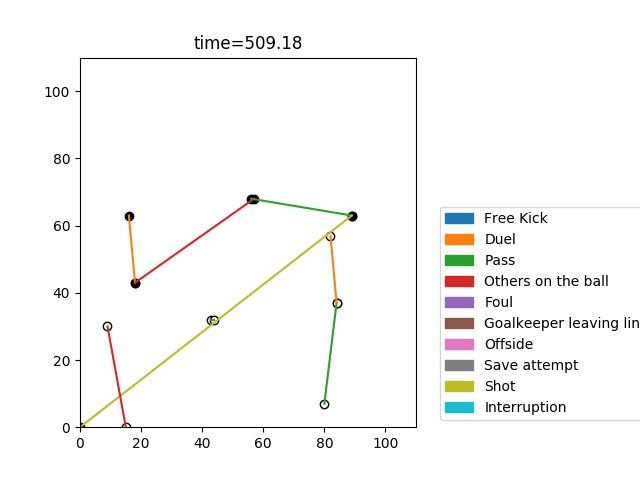 time=509.18
100
80
60
40
20
0
0 20 40 60 80 100
Free Kick
Duel
Pass
Others on the ball
Foul
Goalkeeper leaving lin
Offside
Save attempt
Shot
Interruption